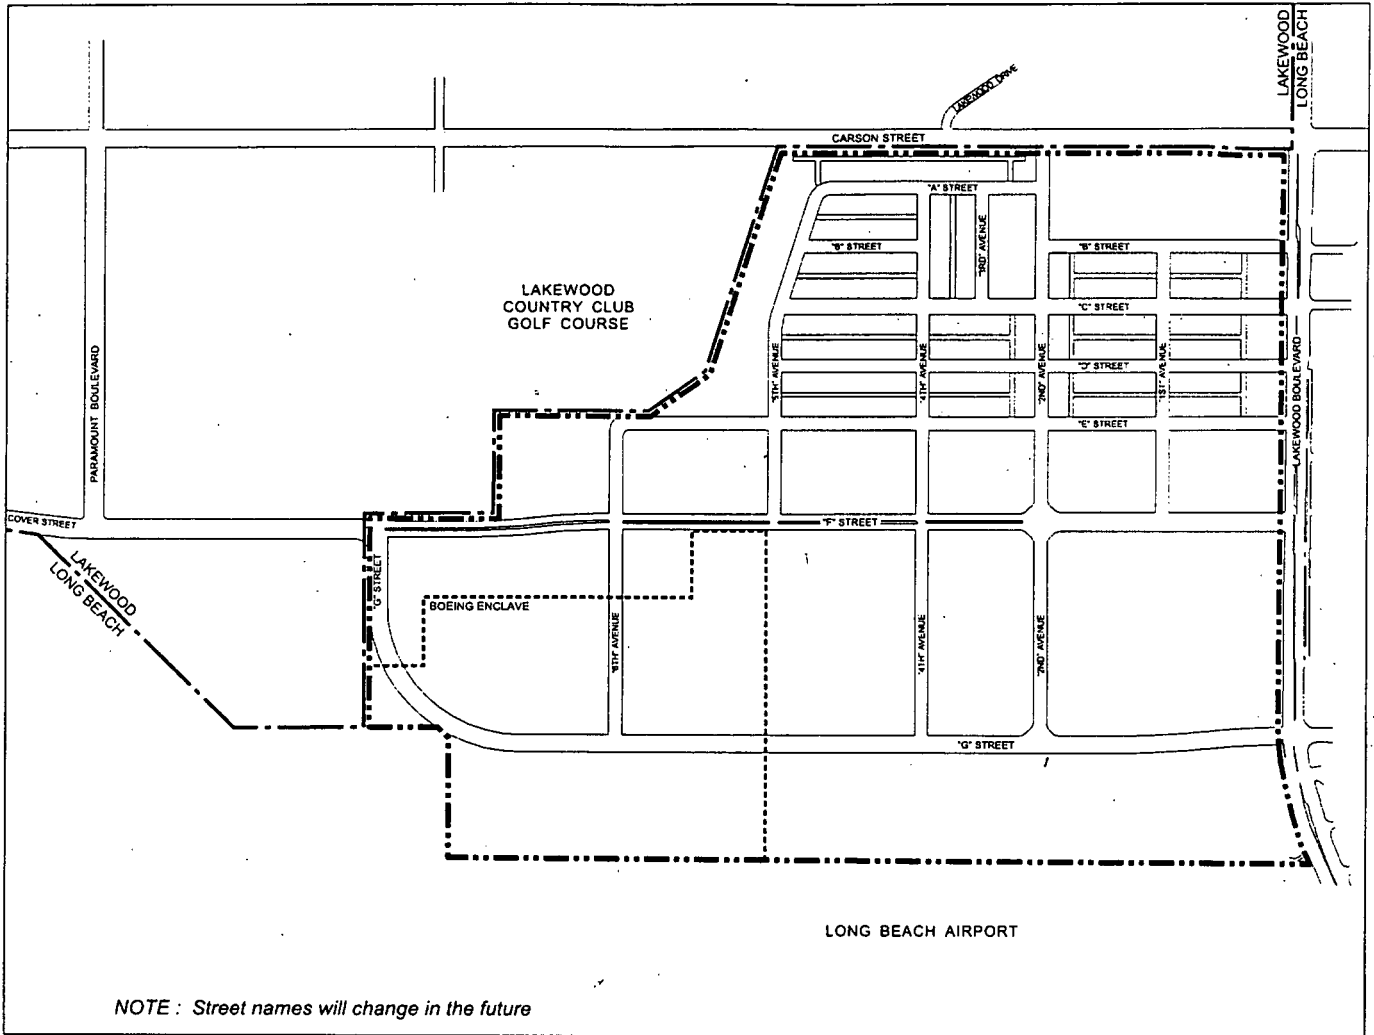 LAKEWOOD
LONG BEACH
LAKEWOOD DRIVE
CARSON STREET
"A" STREET
"3RD" AVENUE
"B" STREET
"B" STREET
LAKEWOOD
COUNTRY CLUB
GOLF COURSE
"C" STREET
PARAMOUNT BOULEVARD
"5TH" AVENUE
"4TH" AVENUE
"2ND" AVENUE
"D" STREET
"1ST" AVENUE
LAKEWOOD BOULEVARD
"E" STREET
COVER STREET
"F" STREET
LAKEWOOD
LONG BEACH
"G" STREET
BOEING ENCLAVE
"6TH" AVENUE
"4TH" AVENUE
"2ND" AVENUE
"G" STREET
LONG BEACH AIRPORT
NOTE : Street names will change in the future